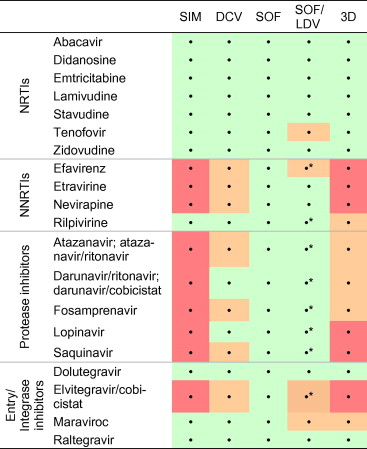 SIM DCV SOF SOF/ LDV 3D
NRTIs
Abacavir • • • • •
Didanosine • • • • •
Emtricitabine • • • • •
Lamivudine • • • • •
Stavudine • • • • •
Tenofovir • • • • •
Zidovudine • • • • •
NNRTIs
Efavirenz • • • •* •
Etravirine • • • • •
Nevirapine • • • • •
Rilpivirine • • • •* •
Protease inhibitors
Atazanavir; ataza-
navir/ritonavir • • • •* •
Darunavir/ritonavir;
darunavir/cobicistat • • • •* •
Fosamprenavir • • • •* •
Lopinavir • • • •* •
Saquinavir • • • •* •
Entry/
Integrase
inhibitors
Dolutegravir • • • • •
Elvitegravir/cobi-
cistat • • • •* •
Maraviroc • • • • •
Raltegravir • • • • •